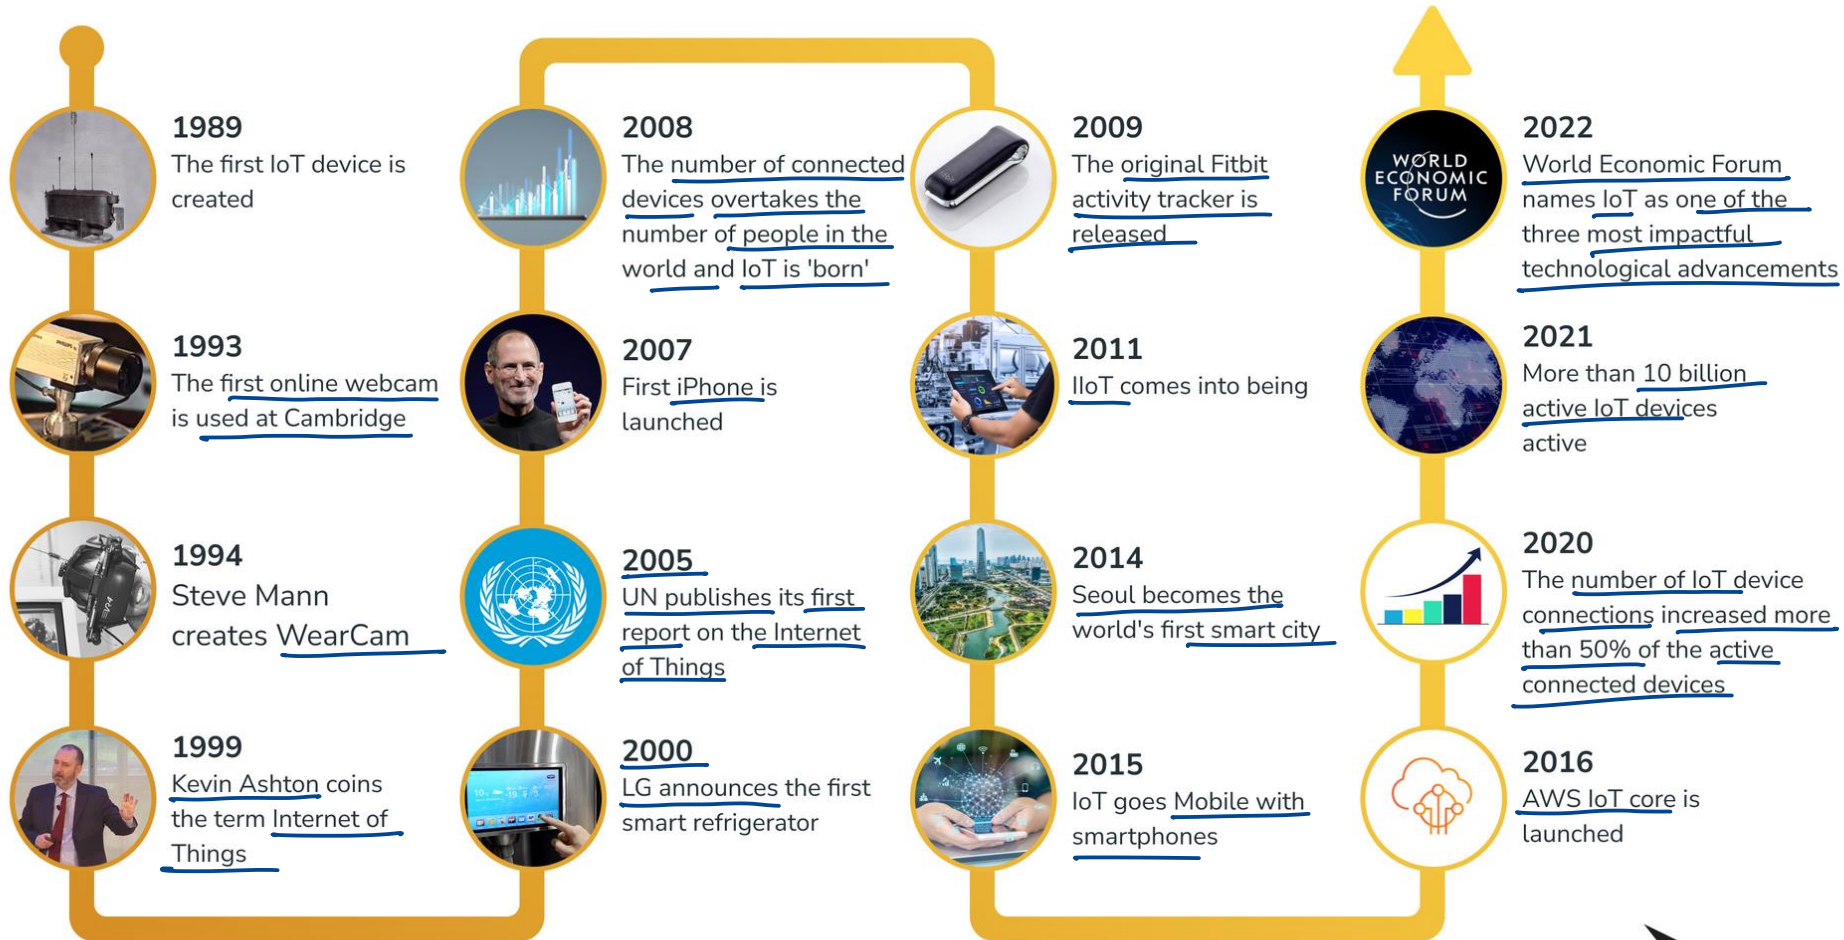 1989
The first IoT device is
created
1993
The first online webcam
is used at Cambridge
1994
Steve Mann
creates WearCam
1999
Kevin Ashton coins
the term Internet of
Things
2000
LG announces the first
smart refrigerator
2005
UN publishes its first
report on the Internet
of Things
2007
First iPhone is
launched
2008
The number of connected
devices overtakes the
number of people in the
world and IoT is 'born'
2009
The original Fitbit
activity tracker is
released
2011
IIoT comes into being
2014
Seoul becomes the
world's first smart city
2015
IoT goes Mobile with
smartphones
2016
AWS IoT core is
launched
2020
The number of IoT device
connections increased more
than 50% of the active
connected devices
2021
More than 10 billion
active IoT devices
active
WORLD
ECONOMIC
FORUM
2022
World Economic Forum
names IoT as one of the
three most impactful
technological advancements